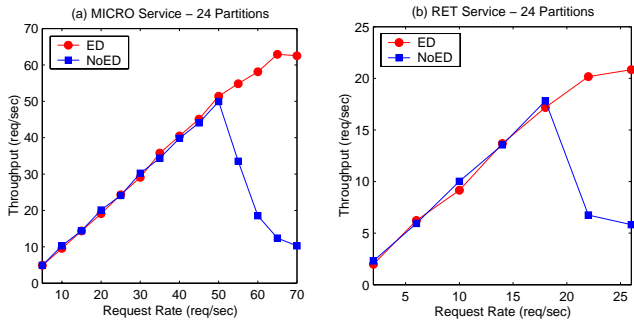 (a) MICRO Service – 24 Partitions
70
60
50
40
30
20
10
0
Throughput (req/sec)
ED
NoED
10 20 30 40 50 60 70
Request Rate (req/sec)
(b) RET Service – 24 Partitions
25
20
15
10
5
0
Throughput (req/sec)
ED
NoED
5 10 15 20 25
Request Rate (req/sec)